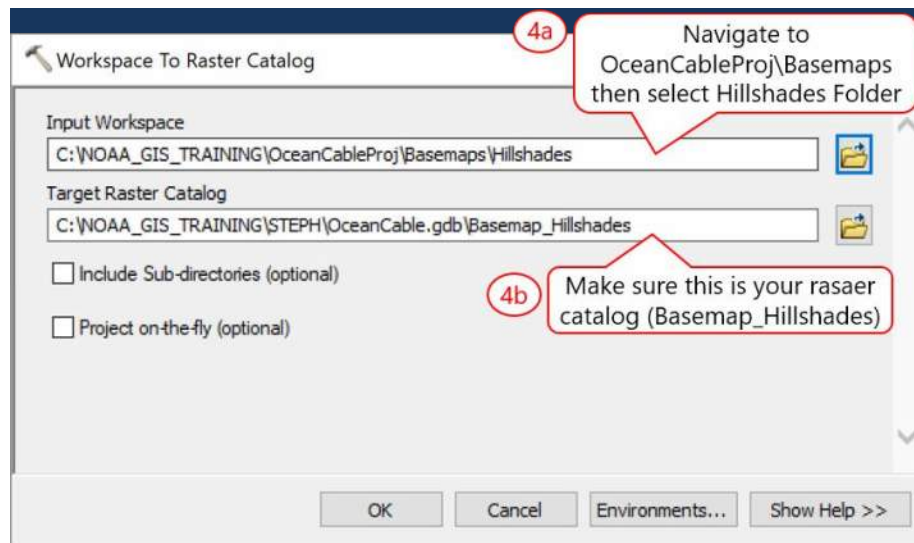 4a
Navigate to
OceanCableProj\Basemaps
then select Hillshades Folder
Workspace To Raster Catalog
Input Workspace
C:\NOAA_GIS_TRAINING\OceanCableProj\Basemaps\Hillshades
Target Raster Catalog
C:\NOAA_GIS_TRAINING\STEPH\OceanCable.gdb\Basemap_Hillshades
Include Sub-directories (optional)
4b
Make sure this is your rasaer
catalog (Basemap_Hillshades)
Project on-the-fly (optional)
OK
Cancel
Environments...
Show Help >>